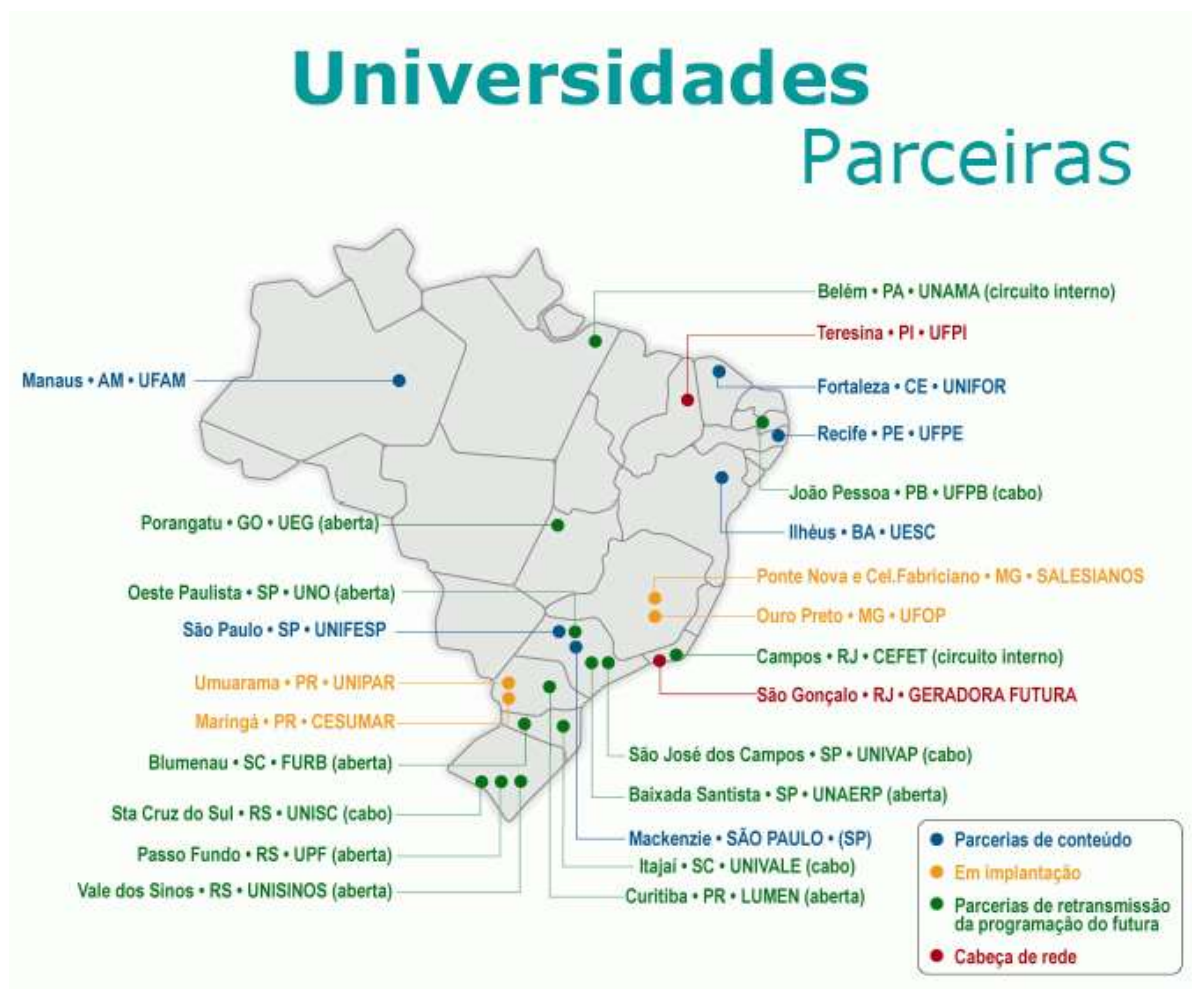 Universidades
Parceiras
Belém • PA • UNAMA (circuito interno)
Teresina • PI • UFPI
Manaus • AM • UFAM
Fortaleza • CE • UNIFOR
Recife • PE • UFPE
João Pessoa • PB • UFPB (cabo)
Porangatu • GO • UEG (aberta)
Ilhéus • BA • UESC
Ponte Nova e Cel.Fabriciano • MG • SALESIANOS
Oeste Paulista • SP • UNO (aberta)
Ouro Preto • MG • UFOP
São Paulo • SP • UNIFESP
Campos • RJ • CEFET (circuito interno)
Umuarama • PR • UNIPAR
São Gonçalo • RJ • GERADORA FUTURA
Maringá • PR • CESUMAR
São José dos Campos • SP • UNIVAP (cabo)
Blumenau • SC • FURB (aberta)
Baixada Santista • SP • UNAERP (aberta)
Sta Cruz do Sul • RS • UNISC (cabo)
Mackenzie • SÃO PAULO • (SP)
Passo Fundo • RS • UPF (aberta)
Itajaí • SC • UNIVALE (cabo)
Vale dos Sinos • RS • UNISINOS (aberta)
Curitiba • PR • LUMEN (aberta)
Parcerias de conteúdo
Em implantação
Parcerias de retransmissão
da programação do futura
Cabeça de rede